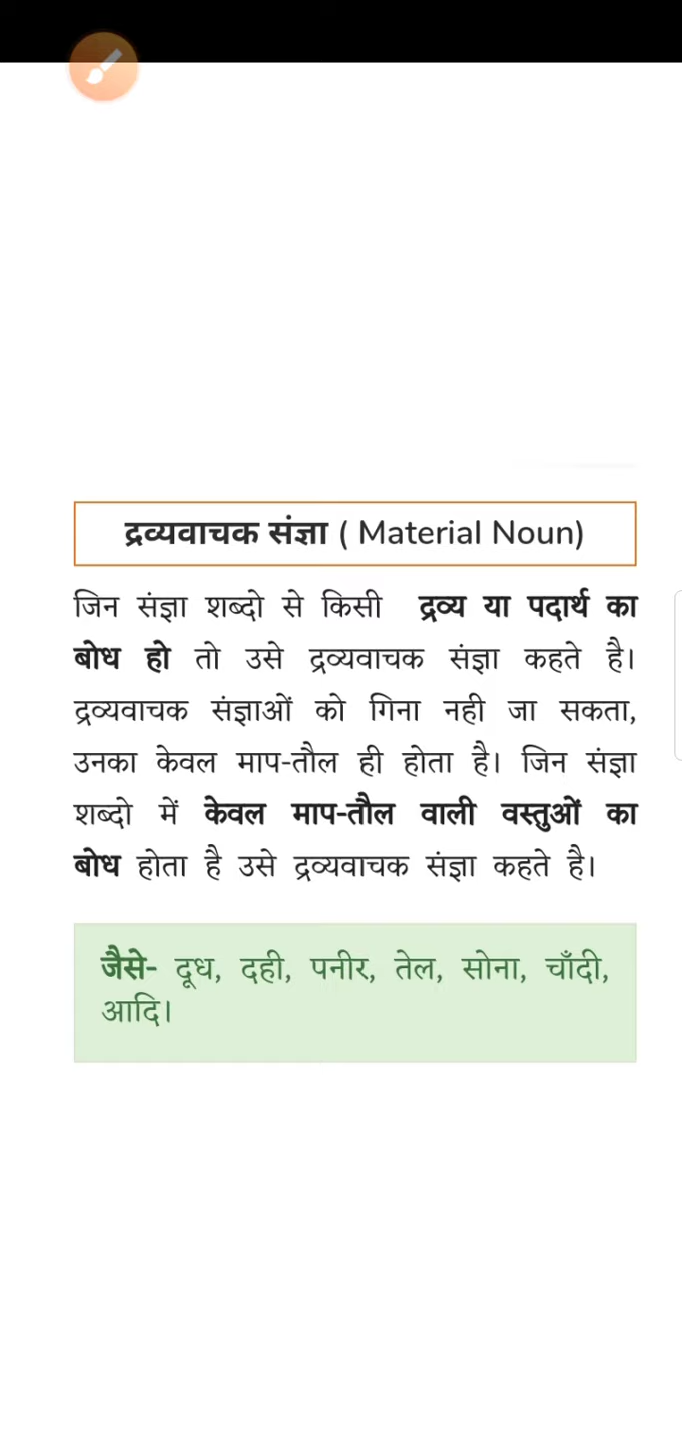 द्रव्यवाचक संज्ञा ( Material Noun)
जिन संज्ञा शब्दो से किसी द्रव्य या पदार्थ का
बोध हो तो उसे द्रव्यवाचक संज्ञा कहते है।
द्रव्यवाचक संज्ञाओं को गिना नही जा सकता,
उनका केवल माप-तौल ही होता है। जिन संज्ञा
शब्दो में केवल माप-तौल वाली वस्तुओं का
बोध होता है उसे द्रव्यवाचक संज्ञा कहते है।
जैसे- दूध, दही, पनीर, तेल, सोना, चाँदी,
आदि।